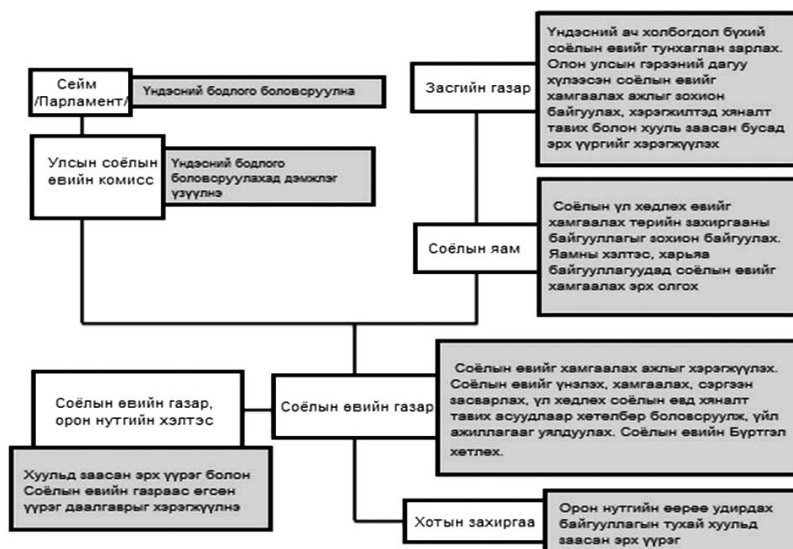 Сейм
/Парламент/
Үндэсний бодлого боловсруулна
Улсын соёлын
өвийн комисс
Үндэсний бодлого
боловсруулахад дэмжлэг
үзүүлнэ
Засгийн газар
Үндэсний ач холбогдол бүхий
соёлын өвийг тунхаглан зарлах.
Олон улсын гэрээний дагуу
хүлээсэн соёлын өвийг
хамгаалах ажлыг зохион
байгуулах, хэрэгжилтэд хяналт
тавих болон хууль заасан бусад
эрх үүргийг хэрэгжүүлэх
Соёлын яам
Соёлын үл хөдлөх өвийг
хамгаалах төрийн захиргааны
байгууллагыг зохион байгуулах.
Яамны хэлтэс, харьяа
байгууллагуудад соёлын өвийг
хамгаалах эрх олгох
Соёлын өвийн газар,
орон нутгийн хэлтэс
Хуульд заасан эрх үүрэг болон
Соёлын өвийн газраас өгсөн
үүрэг даалгаврыг хэрэгжүүлнэ
Соёлын өвийн газар
Соёлын өвийг хамгаалах ажлыг хэрэгжүүлэх.
Соёлын өвийг үнэлэх, хамгаалах, сэргээн
засварлах, үл хөдлөх соёлын өвд хяналт
тавих асуудлаар хөтөлбөр боловсруулж, үйл
ажиллагааг уялдуулах. Соёлын өвийн Бүртгэл
хөтлөх.
Хотын захиргаа
Орон нутгийн өөрөө удирдах
байгууллагын тухай хуульд
заасан эрх үүрэг